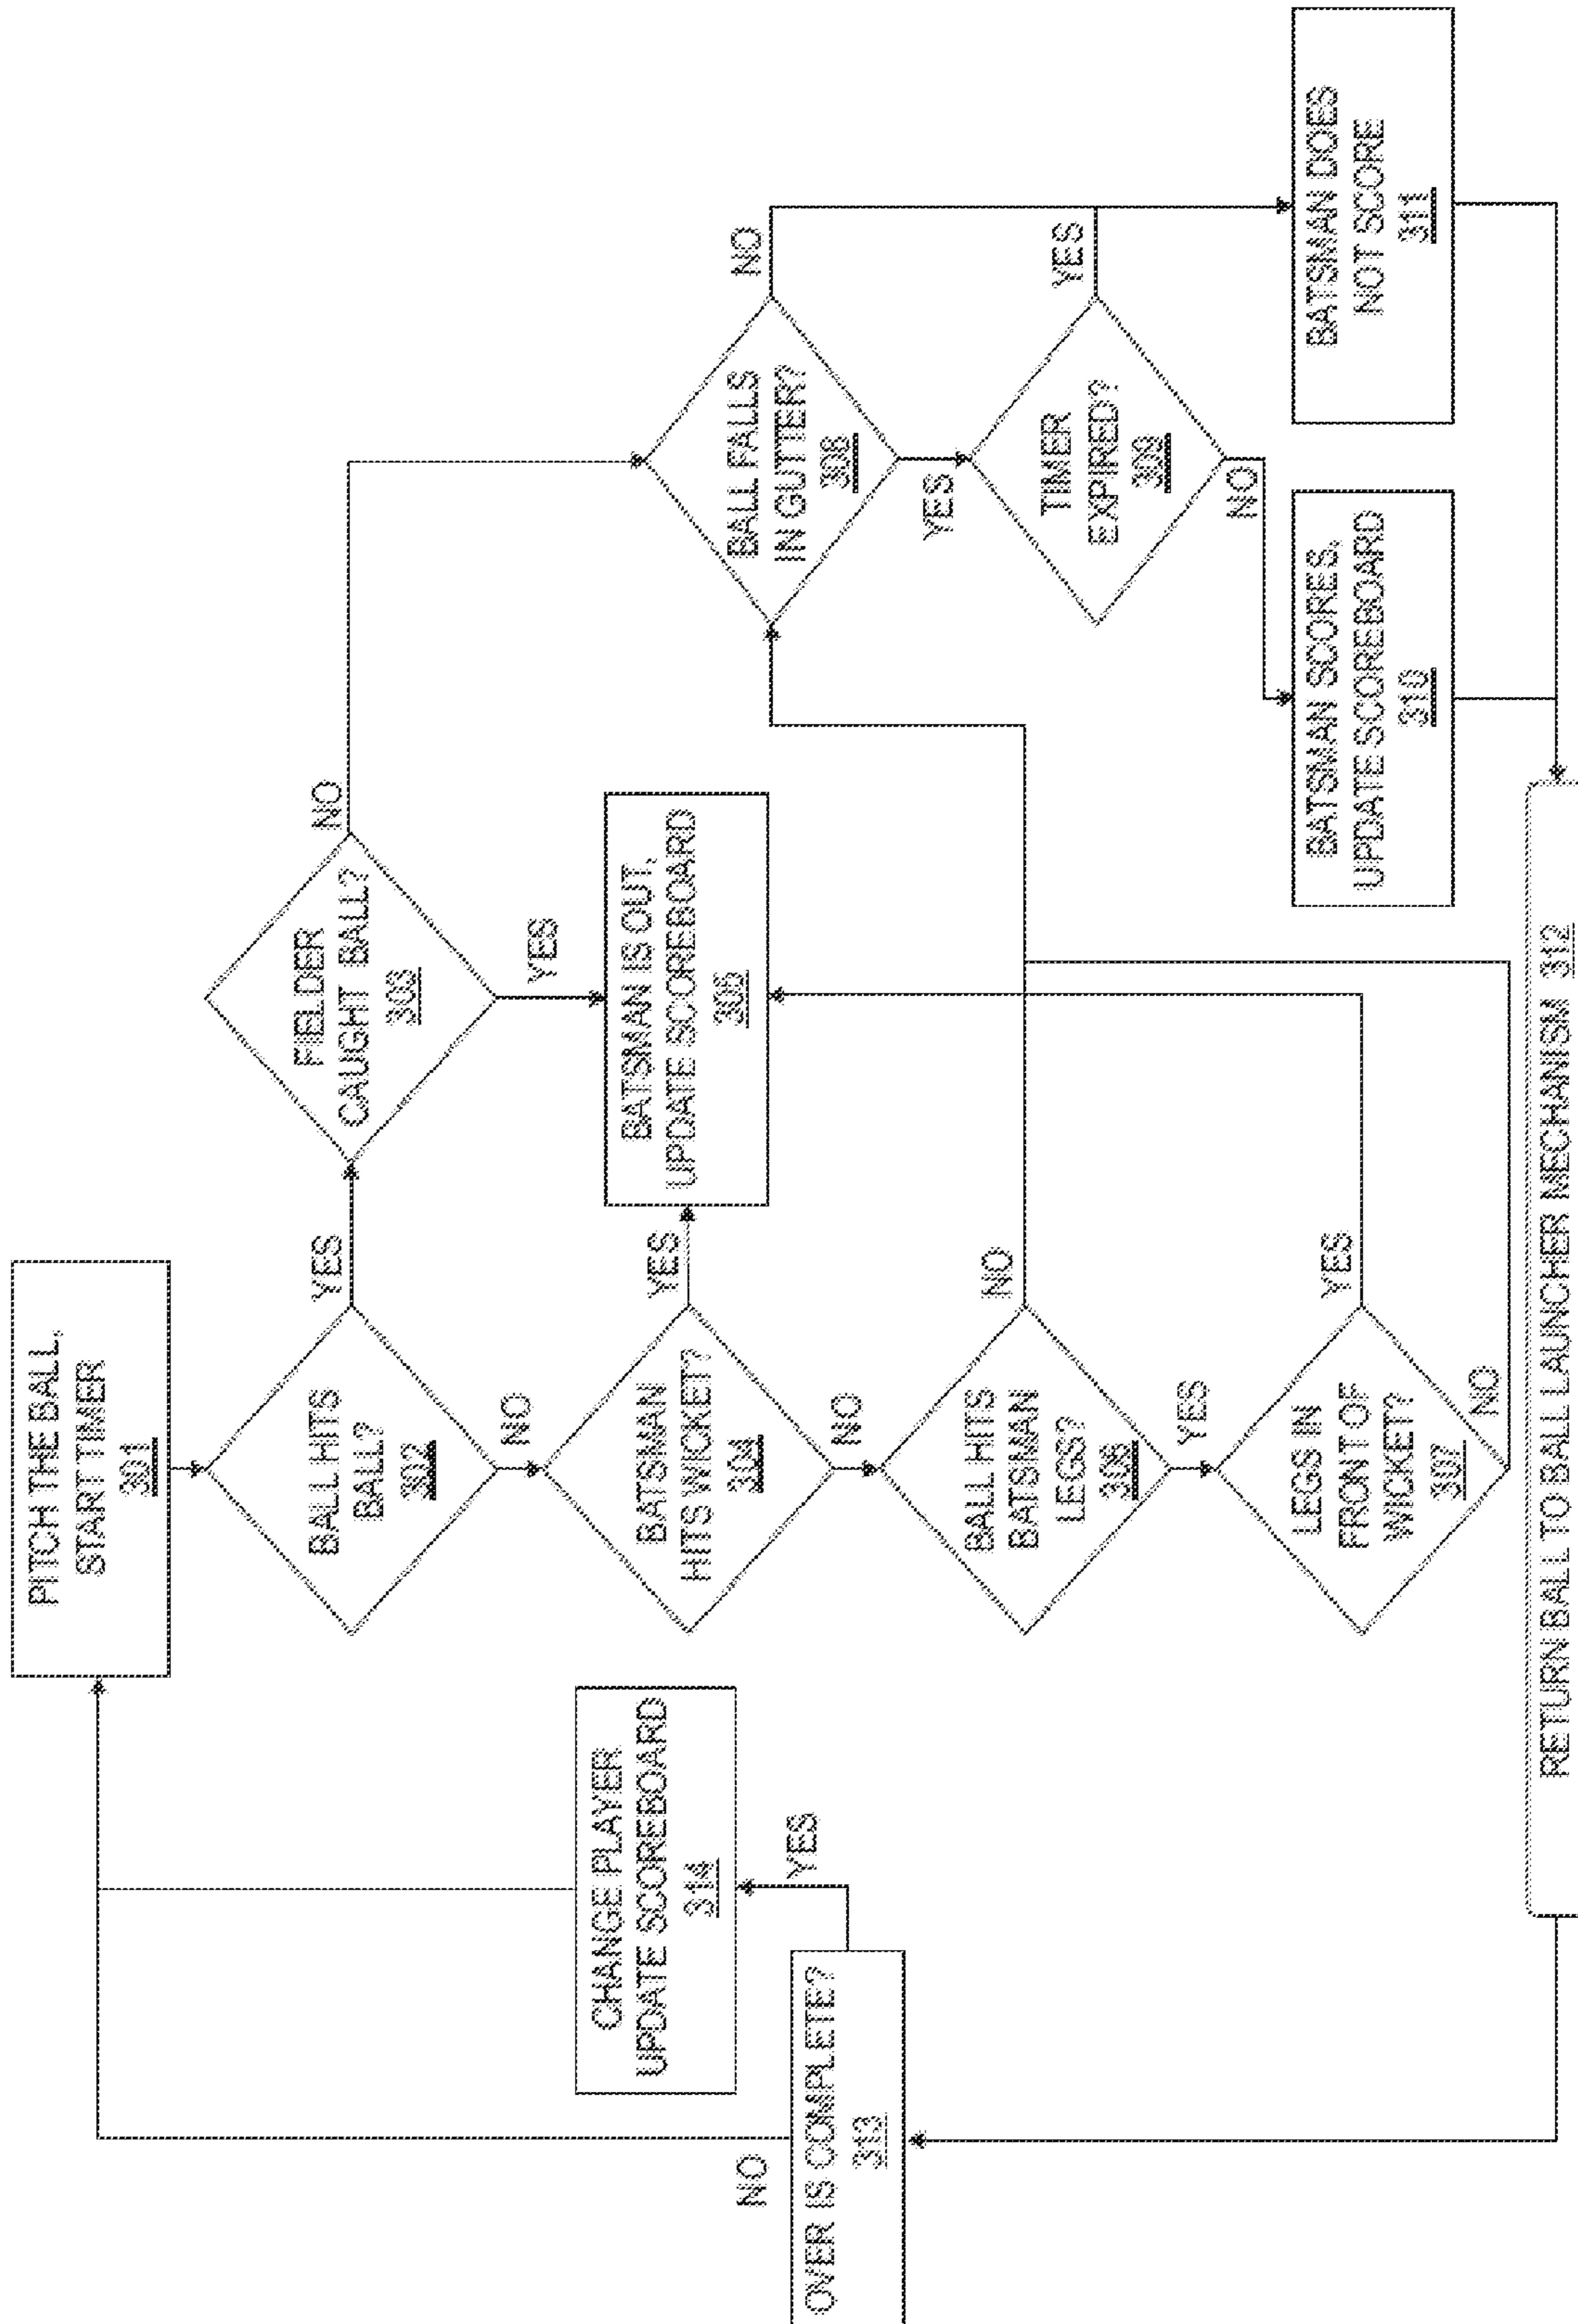 PITCH THE BALL,
START TIMER
301
BALL HITS
BALL?
302
YES
NO
FIELDER
CAUGHT BALL?
303
NO
YES
BATSMAN
HITS WICKET?
304
YES
NO
BATSMAN IS OUT,
UPDATE SCOREBOARD
305
BALL HITS
BATSMAN
LEGS?
306
NO
YES
LEGS IN
FRONT OF
WICKET?
307
YES
NO
BALL FALLS
IN GUTTER?
308
NO
YES
TIMER
EXPIRED?
309
YES
NO
BATSMAN SCORES,
UPDATE SCOREBOARD
310
BATSMAN DOES
NOT SCORE
311
RETURN BALL TO BALL LAUNCHER MECHANISM 312
OVER IS COMPLETE?
313
NO
YES
CHANGE PLAYER
UPDATE SCOREBOARD
314